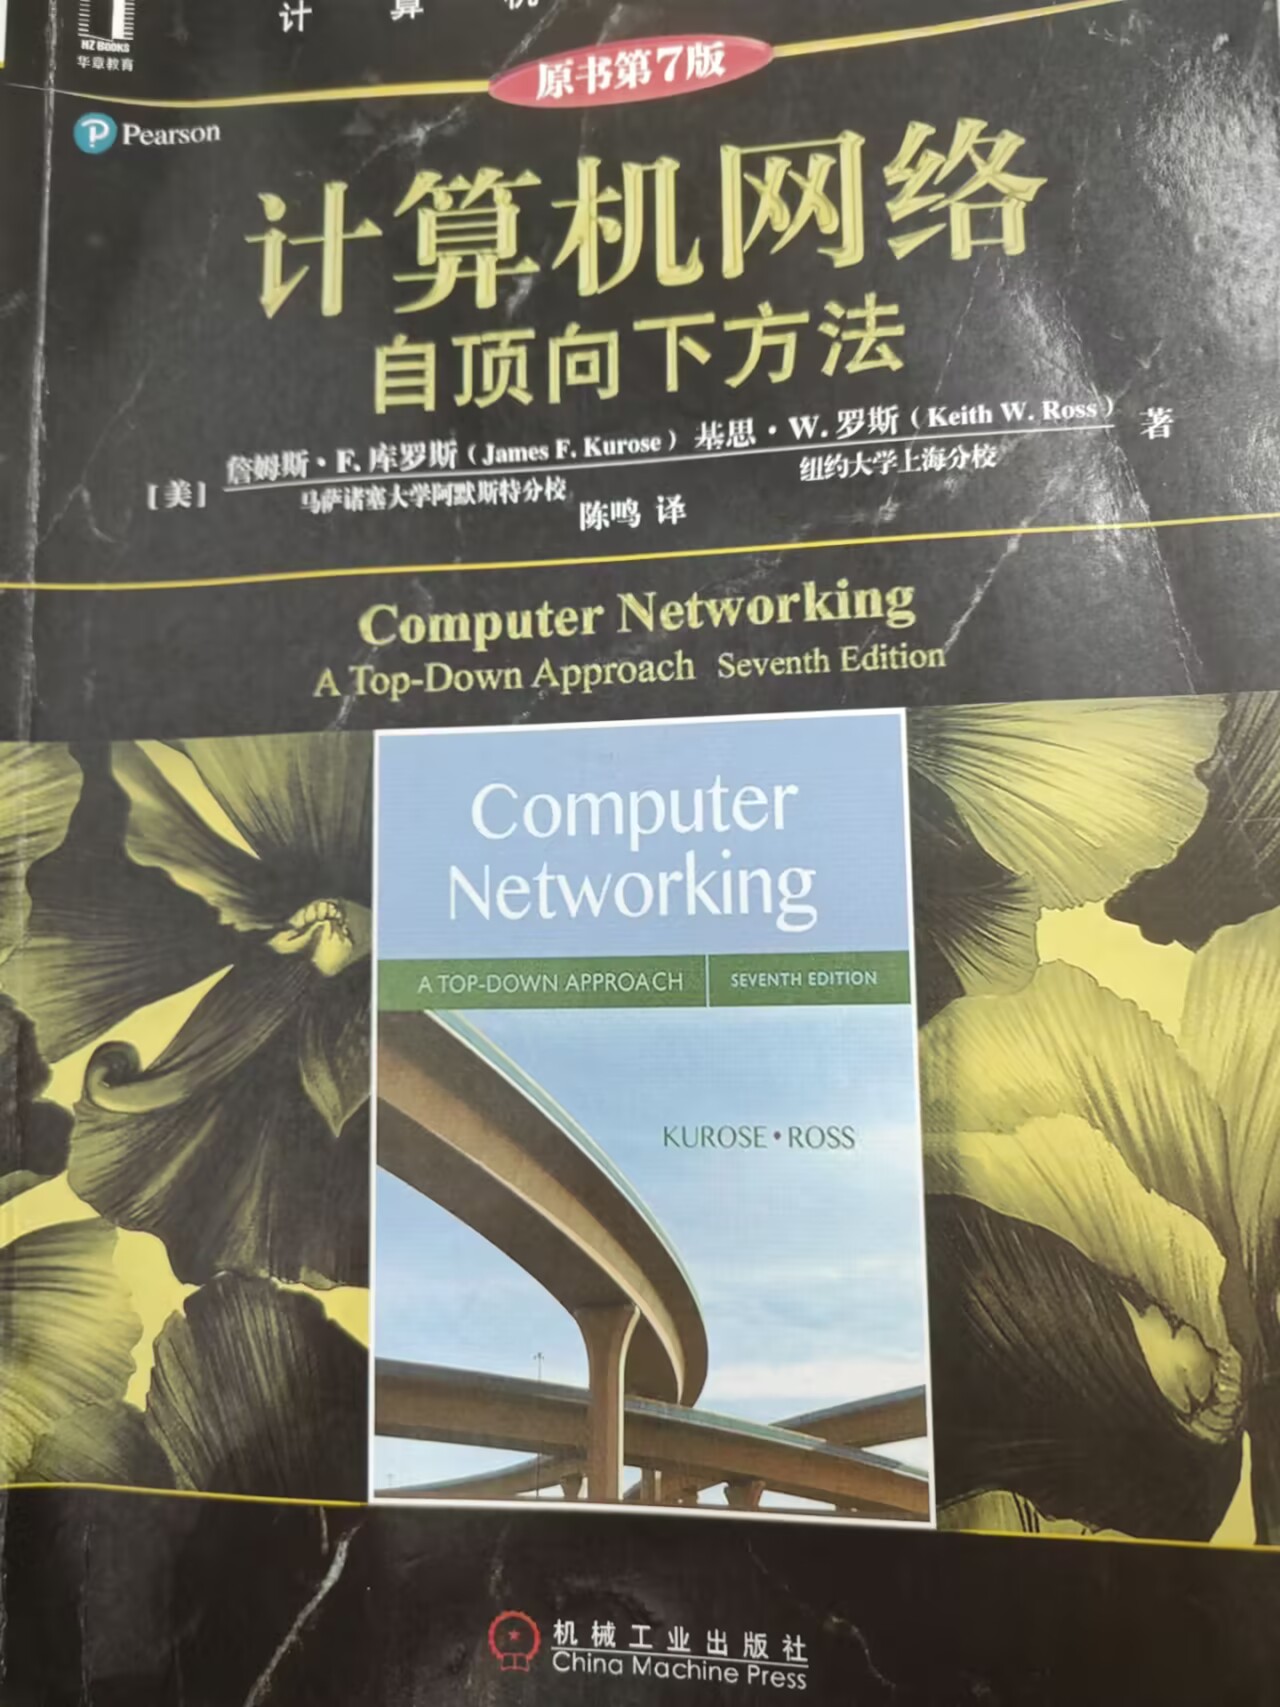 计 算 机
HZ BOOKS
华章教育
原书第7版
Pearson
计算机网络
自顶向下方法
[美] 詹姆斯·F. 库罗斯（James F. Kurose） 基思·W. 罗斯（Keith W. Ross） 著
马萨诸塞大学阿默斯特分校 纽约大学上海分校
陈鸣 译
Computer Networking
A Top-Down Approach Seventh Edition
Computer
Networking
A TOP-DOWN APPROACH SEVENTH EDITION
KUROSE • ROSS
机械工业出版社
China Machine Press